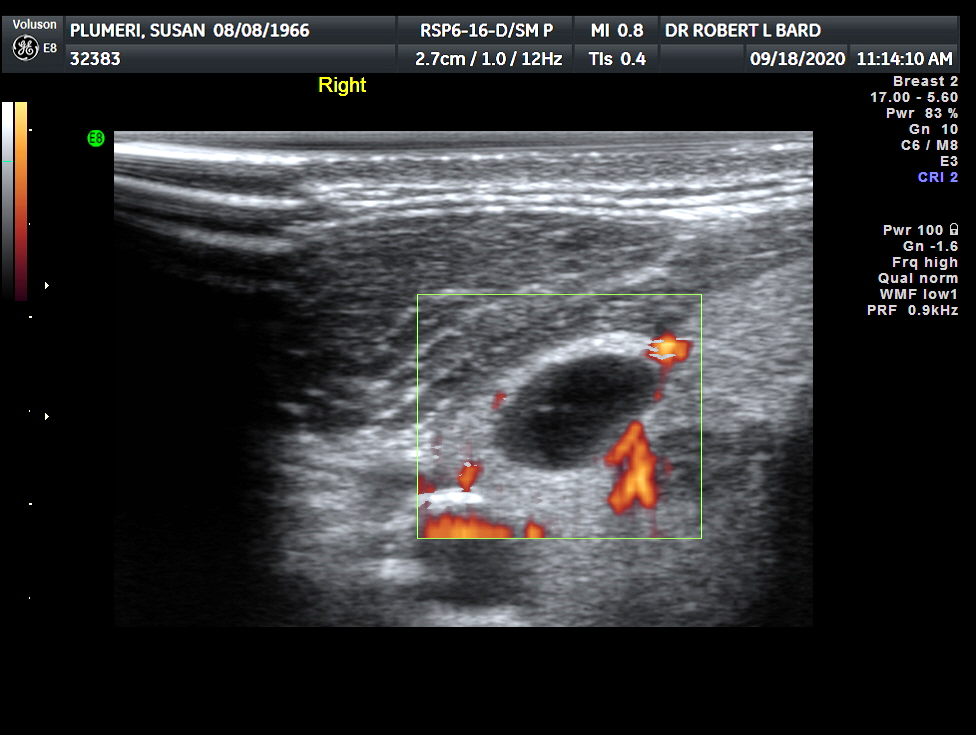 Voluson
E8
PLUMERI, SUSAN 08/08/1966
RSP6-16-D/SM P
MI 0.8
DR ROBERT L BARD
32383
2.7cm / 1.0 / 12Hz
TIs 0.4
09/18/2020
11:14:10 AM
Right
Breast 2
17.00 - 5.60
Pwr 83 %
Gn 10
C6 / M8
E3
CRI 2
Pwr 100
Gn -1.6
Frq high
Qual norm
WMF low1
PRF 0.9kHz
E8